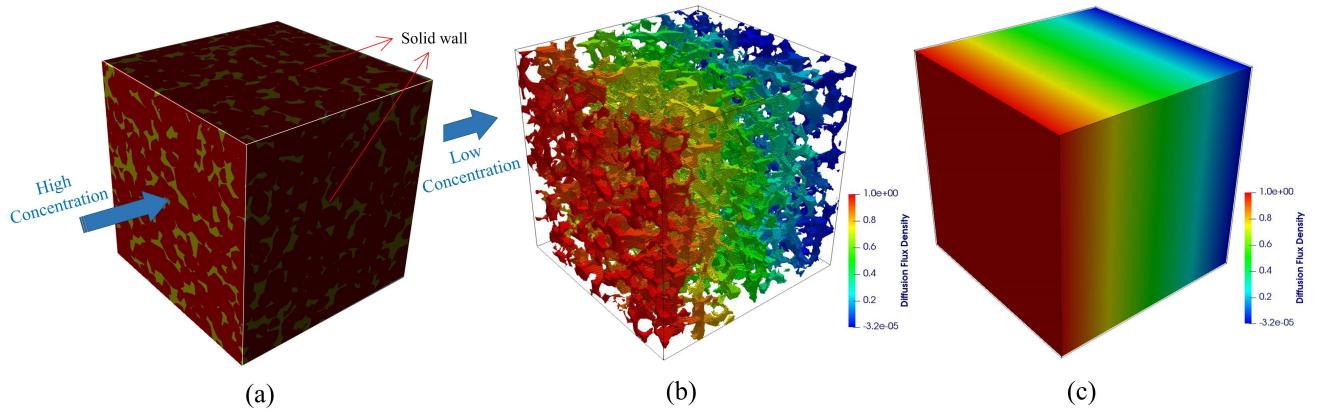 Solid wall
High
Concentration
Low
Concentration
1.0e+00
0.8
0.6
0.4
0.2
-3.2e-05
Diffusion Flux Density
1.0e+00
0.8
0.6
0.4
0.2
-3.2e-05
Diffusion Flux Density
(a)
(b)
(c)